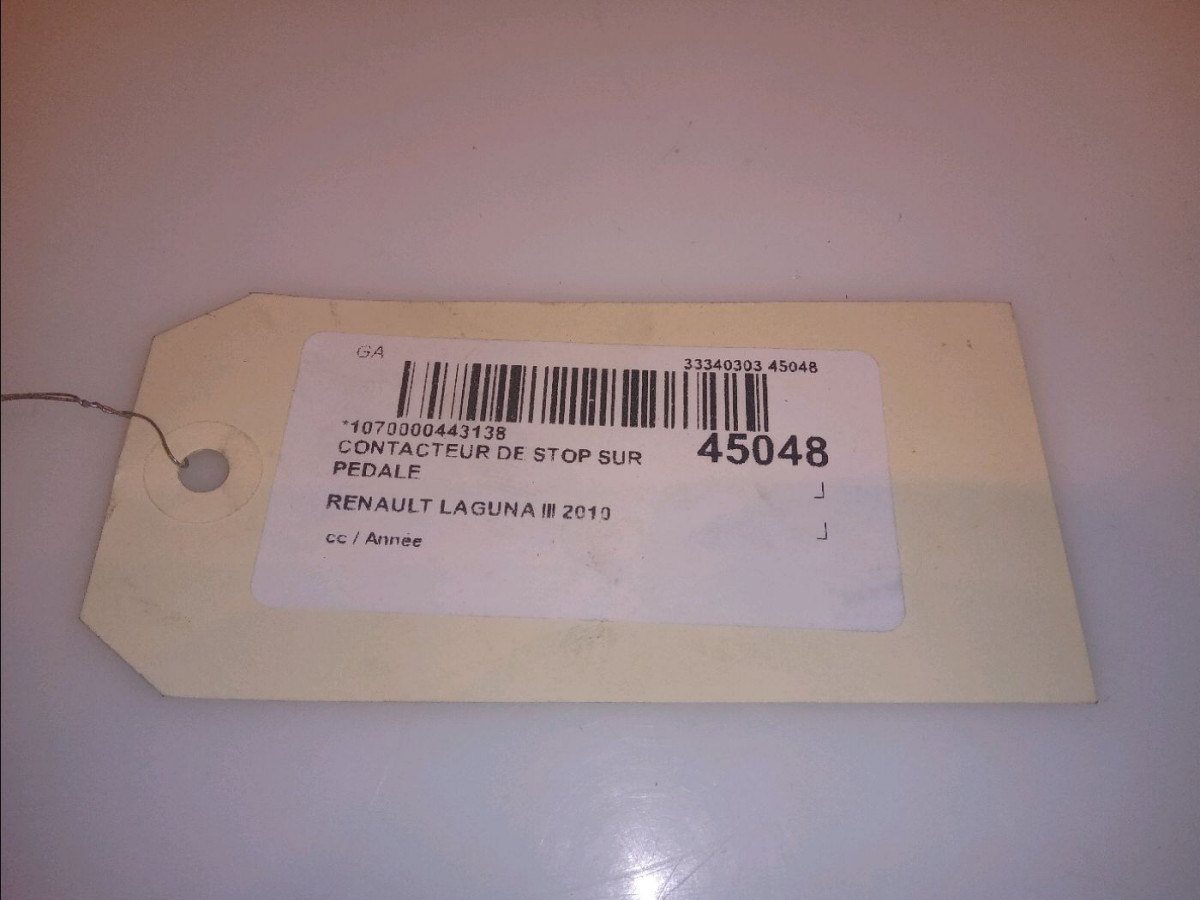 GA
33340303 45048
*1070000443138
45048
CONTACTEUR DE STOP SUR
PEDALE
RENAULT LAGUNA III 2010
cc / Année